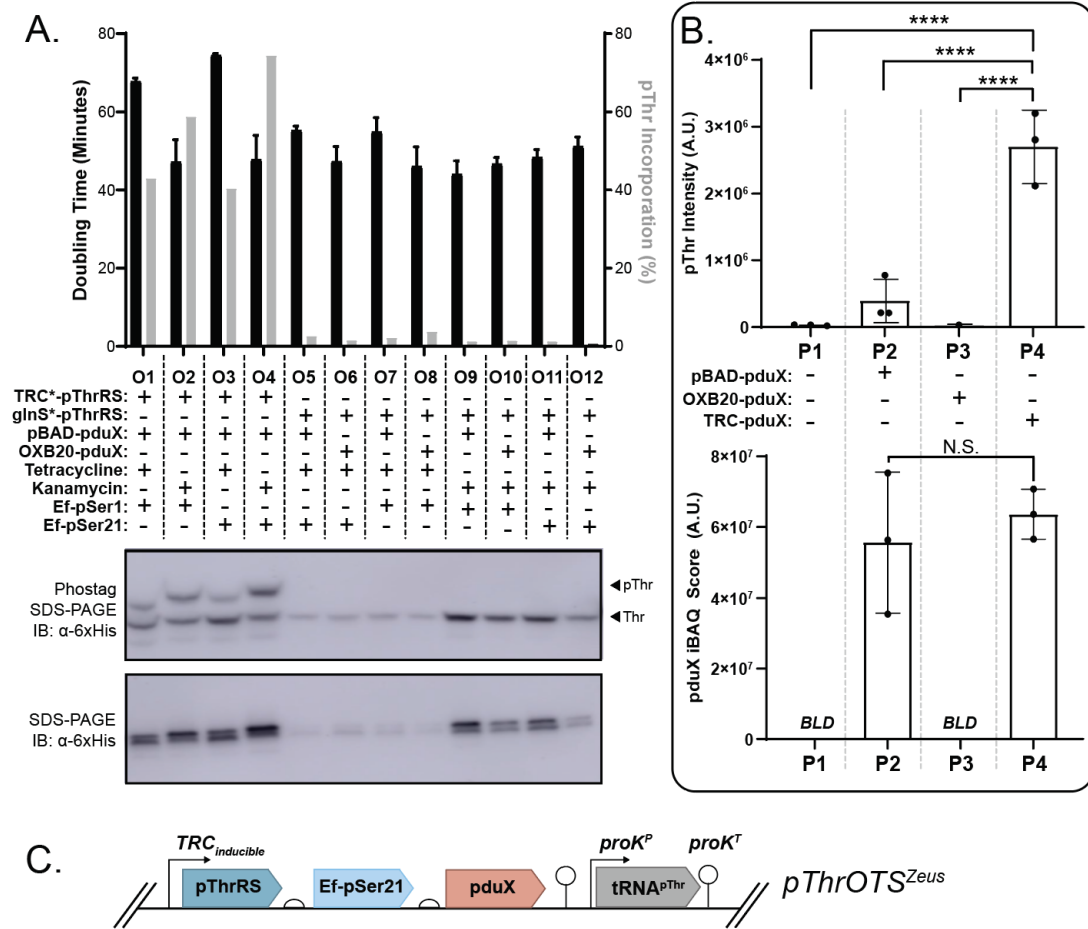 A.
80
60
40
20
0
Doubling Time (Minutes)
80
60
40
20
0
pThr Incorporation (%)
O1 O2 O3 O4 O5 O6 O7 O8 O9 O10 O11 O12
TRC*-pThrRS: + + + + - - - - - - - -
glnS*-pThrRS: - - - - + + + + + + + +
pBAD-pduX: + + + + + - + - + - + -
OXB20-pduX: - - - - - + - + - + - +
Tetracycline: + - + - + + + + - - - -
Kanamycin: - + - + - - - - + + + +
Ef-pSer1: + + - - - - + + + + - -
Ef-pSer21: - - + + + + - - - - + +
Phostag
SDS-PAGE
IB: α-6xHis
◄ pThr
◄ Thr
SDS-PAGE
IB: α-6xHis
B.
****
****
****
4×10⁶
3×10⁶
2×10⁶
1×10⁶
0
pThr Intensity (A.U.)
P1 P2 P3 P4
pBAD-pduX: - + - -
OXB20-pduX: - - + -
TRC-pduX: - - - +
N.S.
8×10⁷
6×10⁷
4×10⁷
2×10⁷
0
pduX iBAQ Score (A.U.)
BLD BLD
P1 P2 P3 P4
C.
TRC inducible
proKᴾ
proKᵀ
pThrRS
Ef-pSer21
pduX
tRNAᵖᵀʰʳ
pThrOTS^Zeus